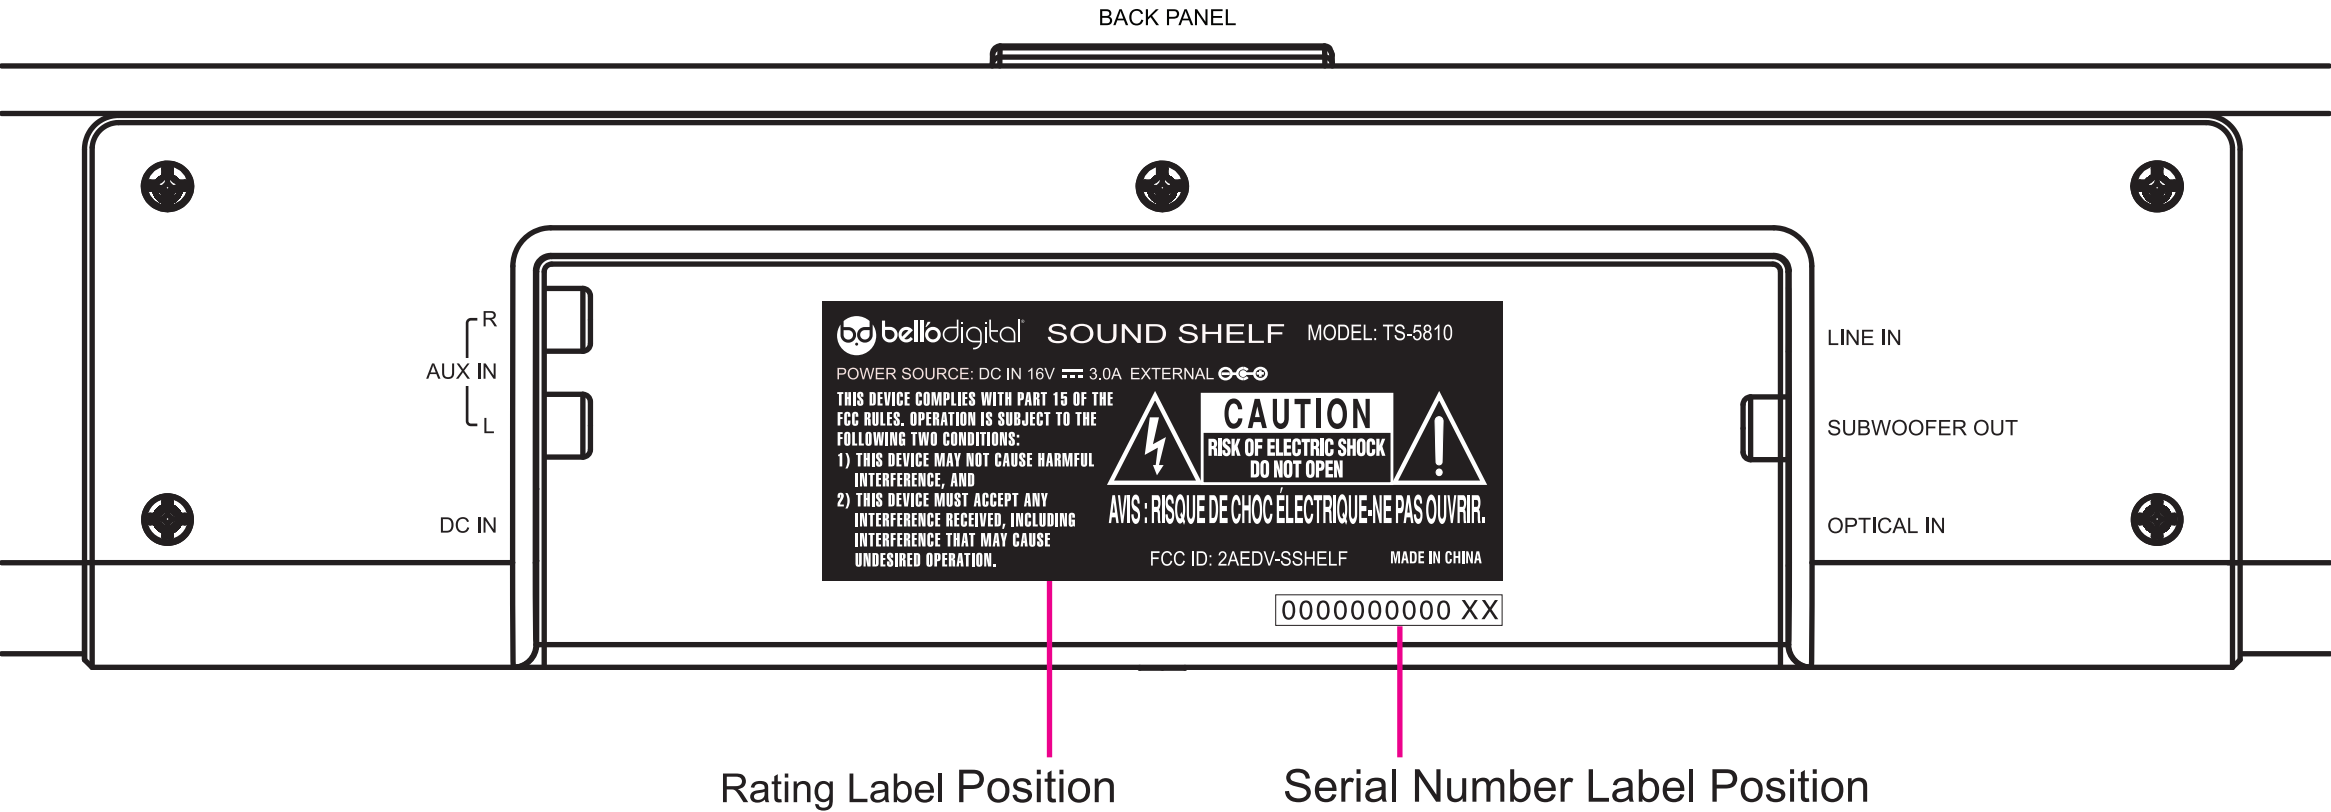 BACK PANEL
R
AUX IN
L
DC IN
b.d bell'o digital® SOUND SHELF MODEL: TS-5810
POWER SOURCE: DC IN 16V 3.0A EXTERNAL
THIS DEVICE COMPLIES WITH PART 15 OF THE
FCC RULES. OPERATION IS SUBJECT TO THE
FOLLOWING TWO CONDITIONS:
1) THIS DEVICE MAY NOT CAUSE HARMFUL
INTERFERENCE, AND
2) THIS DEVICE MUST ACCEPT ANY
INTERFERENCE RECEIVED, INCLUDING
INTERFERENCE THAT MAY CAUSE
UNDESIRED OPERATION.
CAUTION
RISK OF ELECTRIC SHOCK
DO NOT OPEN
AVIS : RISQUE DE CHOC ÉLECTRIQUE-NE PAS OUVRIR.
FCC ID: 2AEDV-SSHELF MADE IN CHINA
0000000000 XX
LINE IN
SUBWOOFER OUT
OPTICAL IN
Rating Label Position
Serial Number Label Position